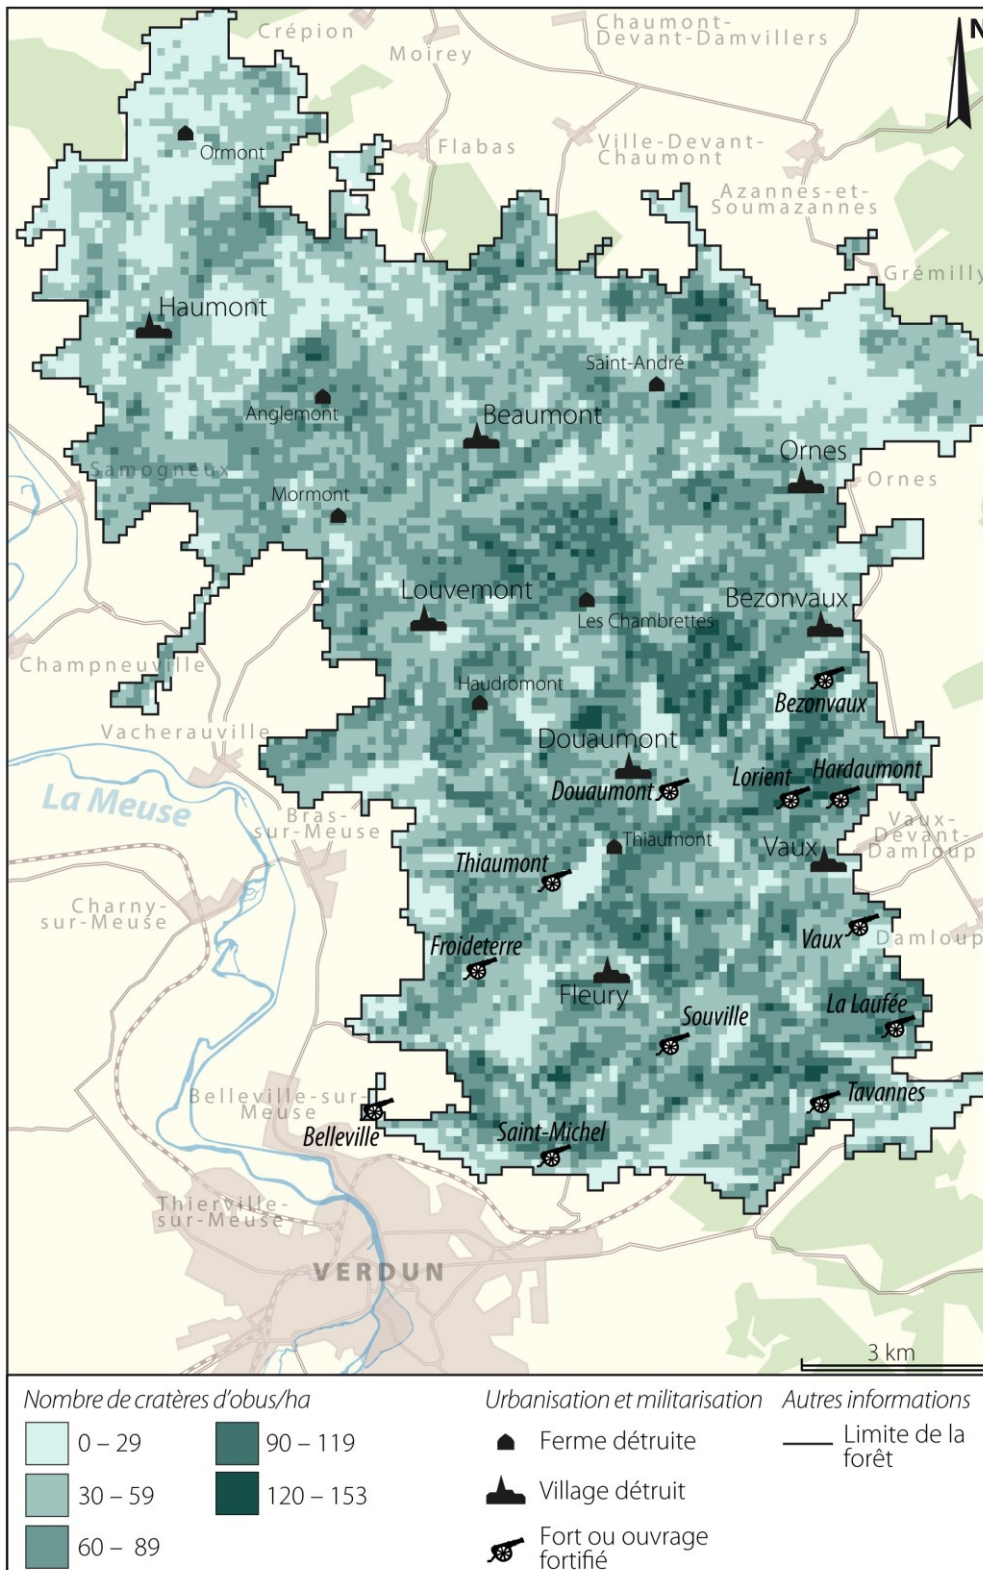 Crépion
Moirey
Chaumont-
Devant-Damvillers
N
Ormont
Flabas
Ville-Devant-
Chaumont
Azannes-et-
Soumazannes
Grémilly
Haumont
Saint-André
Anglemont
Beaumont
Ornes
Samogneux
Ornes
Mormont
Louvemont
Les Chambrettes
Bezonvaux
Champneuville
Haudromont
Bezonvaux
Vacherauville
Douaumont
Douaumont
Lorient
Hardaumont
La Meuse
Bras-
sur-Meuse
Thiaumont
Vaux
Vaux-
Devant-
Damloup
Thiaumont
Charny-
sur-Meuse
Vaux
Damloup
Froideterre
Fleury
Souville
La Laufée
Belleville-sur-
Meuse
Tavannes
Belleville
Saint-Michel
Thierville-
sur-Meuse
VERDUN
3 km
Nombre de cratères d'obus/ha
0 – 29
30 – 59
60 – 89
90 – 119
120 – 153
Urbanisation et militarisation
Ferme détruite
Village détruit
Fort ou ouvrage
fortifié
Autres informations
Limite de la
forêt